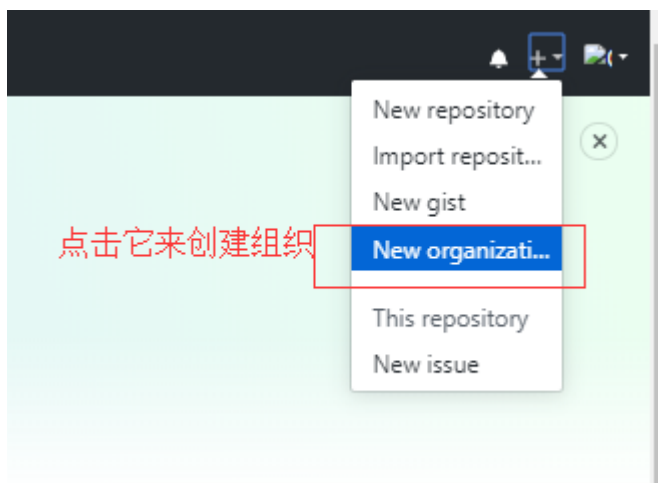 New repository
Import reposit...
New gist
点击它来创建组织
New organizati...
This repository
New issue